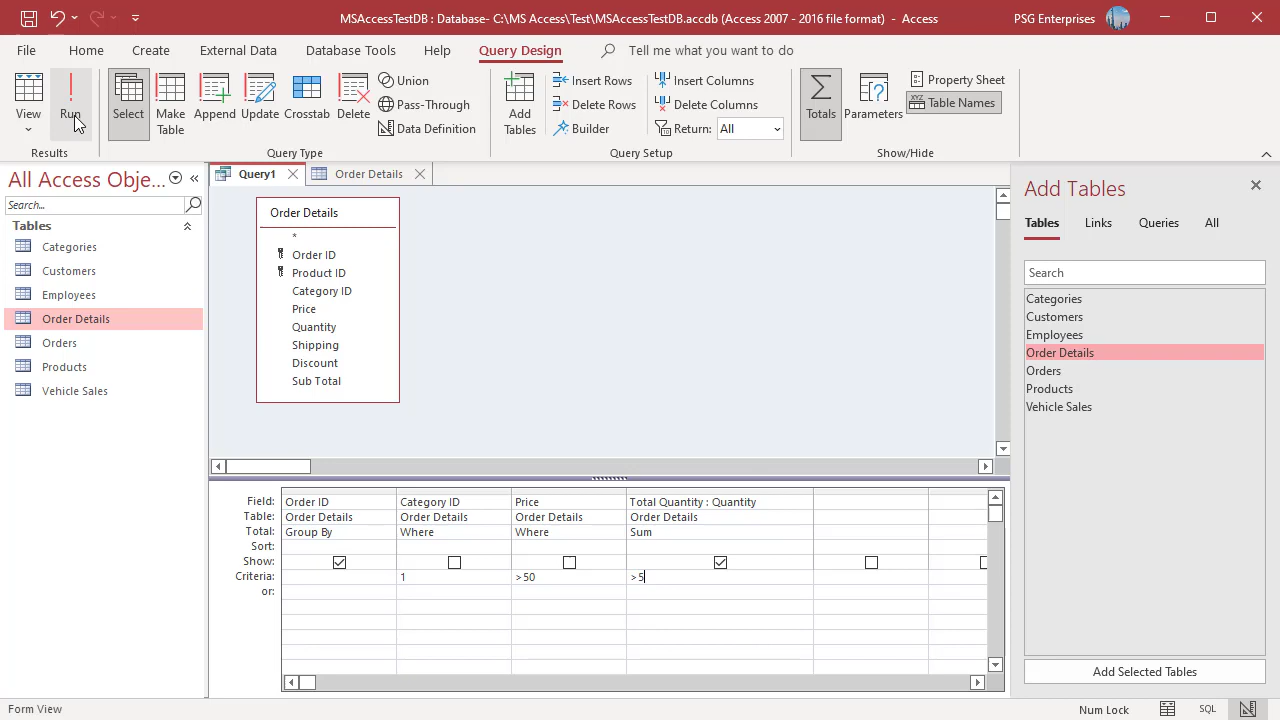 MSAccessTestDB : Database- C:\MS Access\Test\MSAccessTestDB.accdb (Access 2007 - 2016 file format) - Access
PSG Enterprises
File
Home
Create
External Data
Database Tools
Help
Query Design
Tell me what you want to do
View
Run
Select
Make
Table
Append
Update
Crosstab
Delete
Union
Pass-Through
Data Definition
Add
Tables
Insert Rows
Delete Rows
Builder
Insert Columns
Delete Columns
Return: All
Totals
Parameters
Property Sheet
XYZ Table Names
Results
Query Type
Query Setup
Show/Hide
All Access Obje...
Search...
Tables
Categories
Customers
Employees
Order Details
Orders
Products
Vehicle Sales
Query1
Order Details
Order Details
*
Order ID
Product ID
Category ID
Price
Quantity
Shipping
Discount
Sub Total
Field: Order ID Category ID Price Total Quantity : Quantity
Table: Order Details Order Details Order Details Order Details
Total: Group By Where Where Sum
Sort:
Show:
Criteria: 1 >50 >5
or:
Add Tables
Tables Links Queries All
Search
Categories
Customers
Employees
Order Details
Orders
Products
Vehicle Sales
Add Selected Tables
Form View
Num Lock
SQL